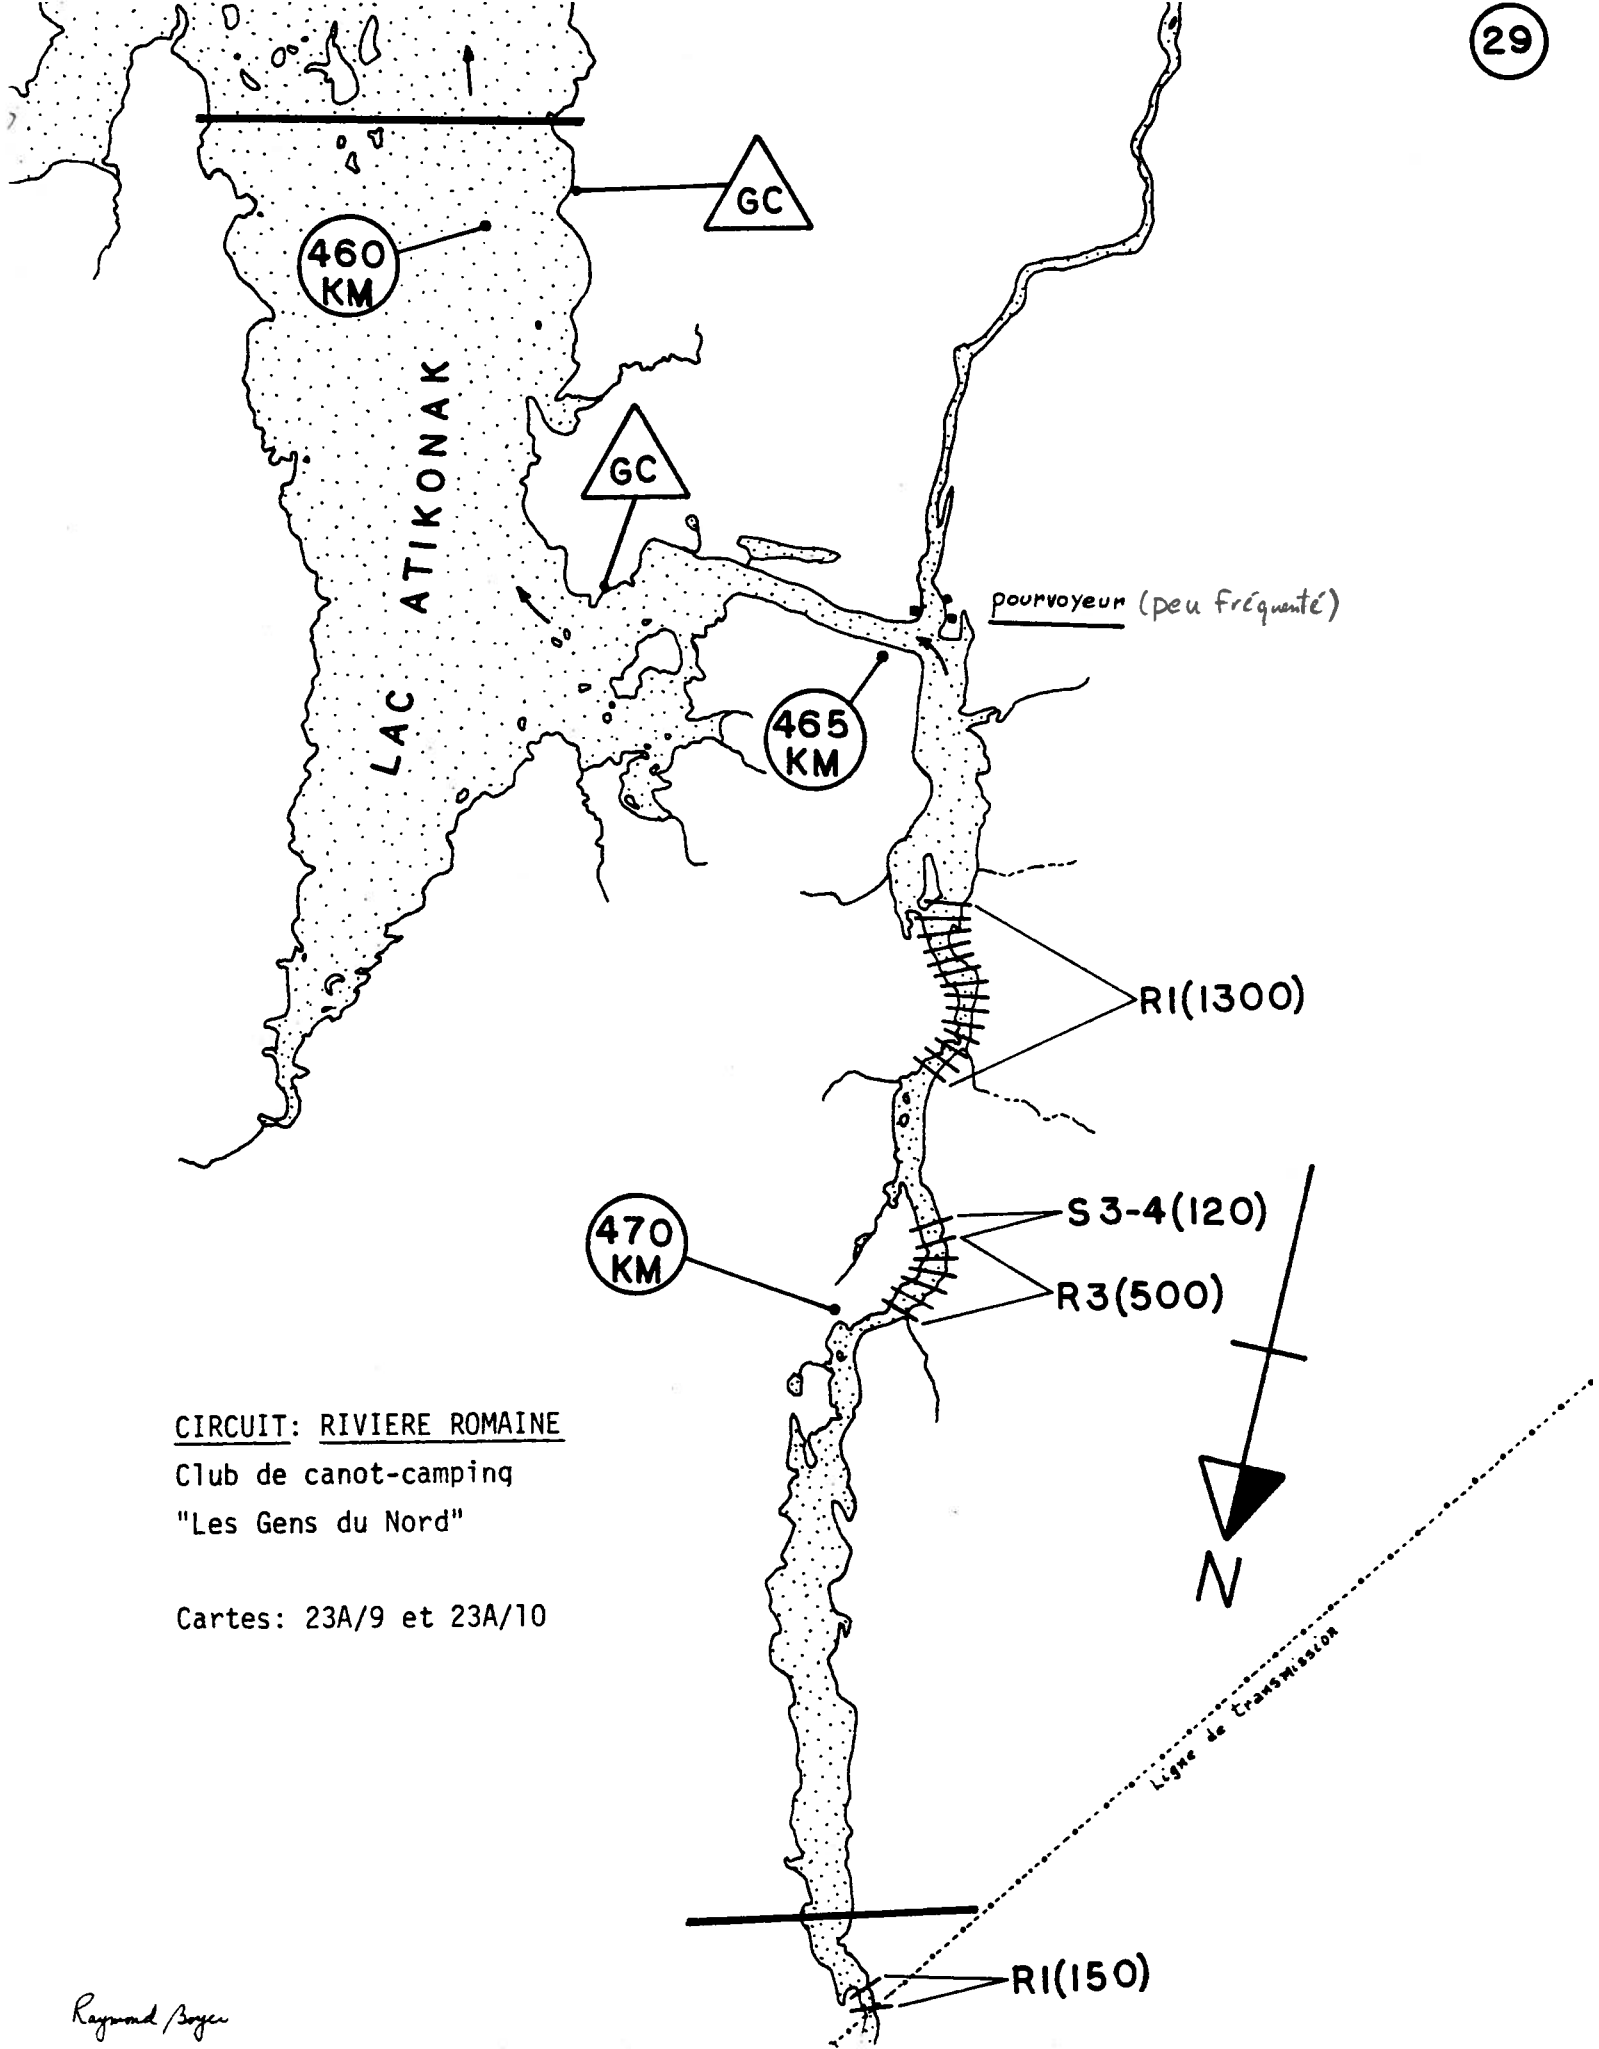 29
GC
460
KM
LAC ATIKONAK
GC
pourvoyeur (peu fréquenté)
465
KM
R1(1300)
S 3-4(120)
470
KM
R3(500)
CIRCUIT: RIVIERE ROMAINE
Club de canot-camping
"Les Gens du Nord"
Cartes: 23A/9 et 23A/10
N
Ligne de transmission
R1(150)
Raymond Boyer